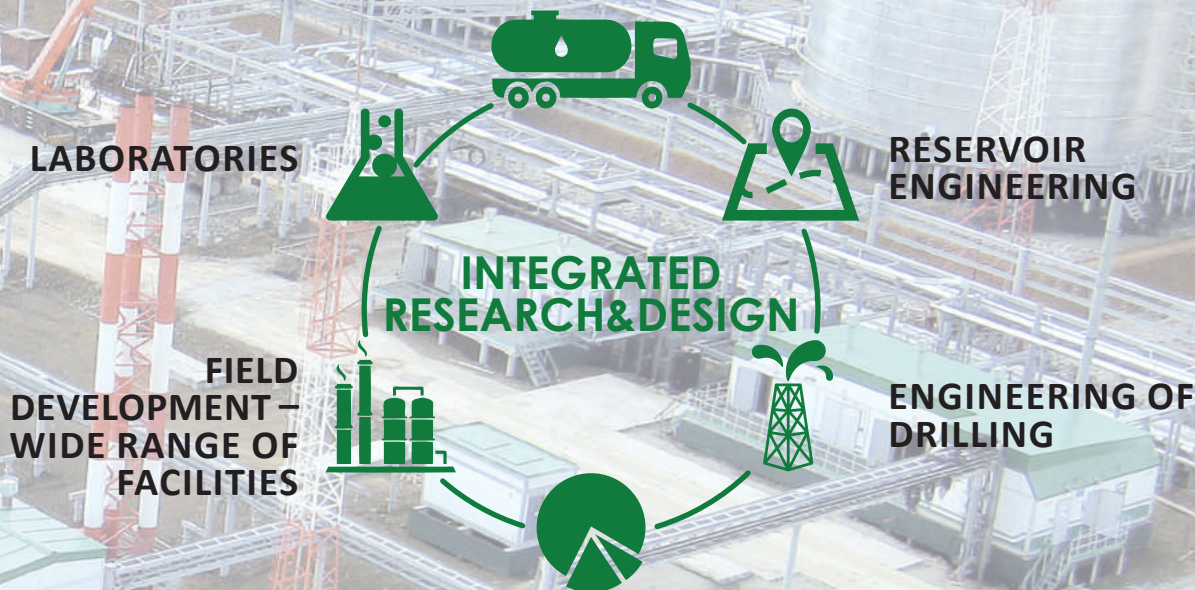 LABORATORIES
RESERVOIR
ENGINEERING
INTEGRATED
RESEARCH&DESIGN
FIELD
DEVELOPMENT –
WIDE RANGE OF
FACILITIES
ENGINEERING OF
DRILLING